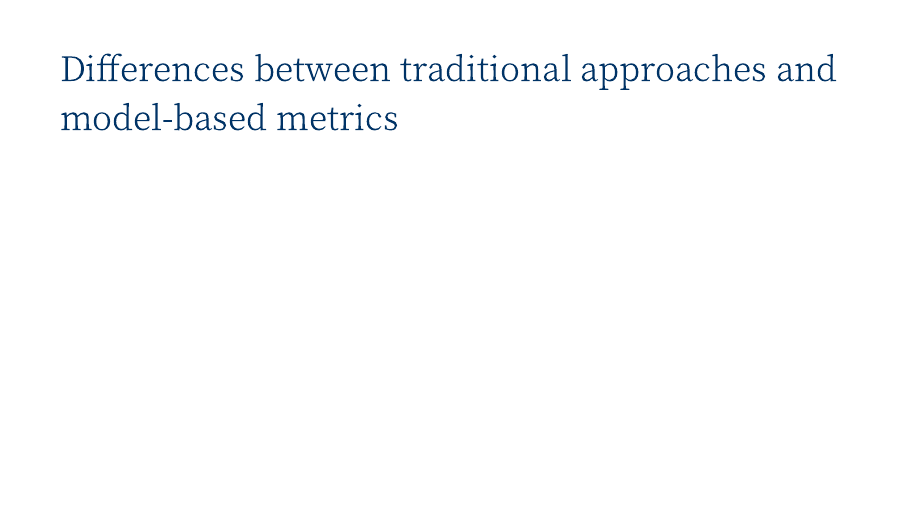 Differences between traditional approaches and
model-based metrics